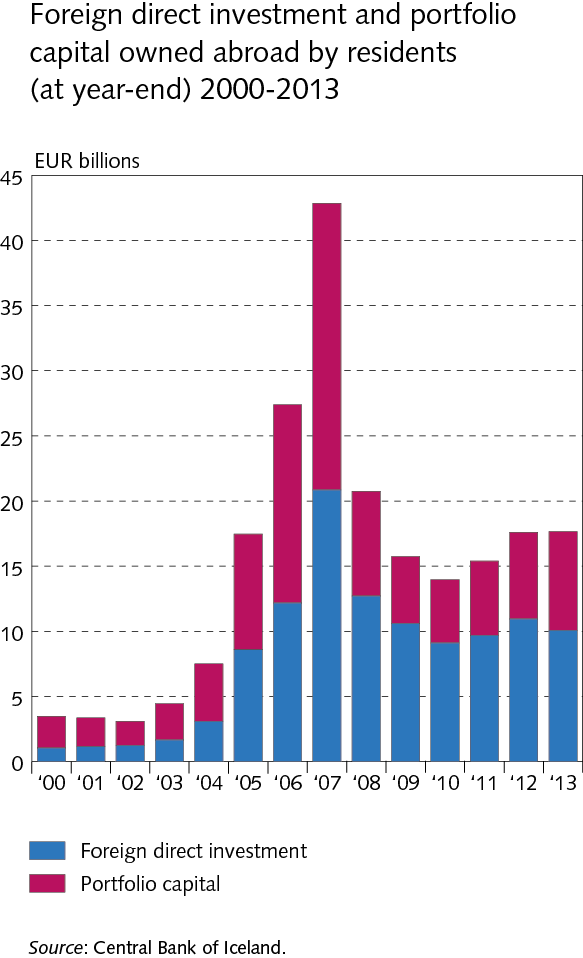 Foreign direct investment and portfolio
capital owned abroad by residents
(at year-end) 2000-2013
EUR billions
45
40
35
30
25
20
15
10
5
0
‘00 ‘01 ‘02 ‘03 ‘04 ‘05 ‘06 ‘07 ‘08 ‘09 ‘10 ‘11 ‘12 ‘13
Foreign direct investment
Portfolio capital
Source: Central Bank of Iceland.